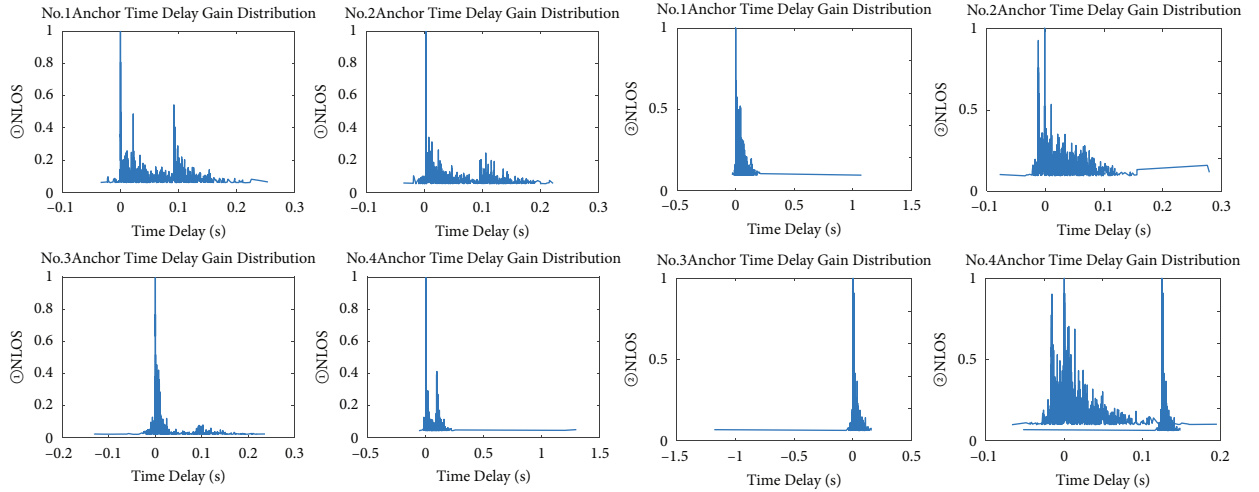 No.1Anchor Time Delay Gain Distribution
①NLOS
1
0.8
0.6
0.4
0.2
0
−0.1 0 0.1 0.2 0.3
Time Delay (s)
No.2Anchor Time Delay Gain Distribution
①NLOS
1
0.8
0.6
0.4
0.2
0
−0.1 0 0.1 0.2 0.3
Time Delay (s)
No.1Anchor Time Delay Gain Distribution
②NLOS
1
0.5
0
−0.5 0 0.5 1 1.5
Time Delay (s)
No.2Anchor Time Delay Gain Distribution
②NLOS
1
0.5
0
−0.1 0 0.1 0.2 0.3
Time Delay (s)
No.3Anchor Time Delay Gain Distribution
①NLOS
1
0.8
0.6
0.4
0.2
0
−0.2 −0.1 0 0.1 0.2 0.3
Time Delay (s)
No.4Anchor Time Delay Gain Distribution
①NLOS
1
0.8
0.6
0.4
0.2
0
−0.5 0 0.5 1 1.5
Time Delay (s)
No.3Anchor Time Delay Gain Distribution
②NLOS
1
0.5
0
−1.5 −1 −0.5 0 0.5
Time Delay (s)
No.4Anchor Time Delay Gain Distribution
②NLOS
1
0.5
0
−0.1 0 0.1 0.2
Time Delay (s)